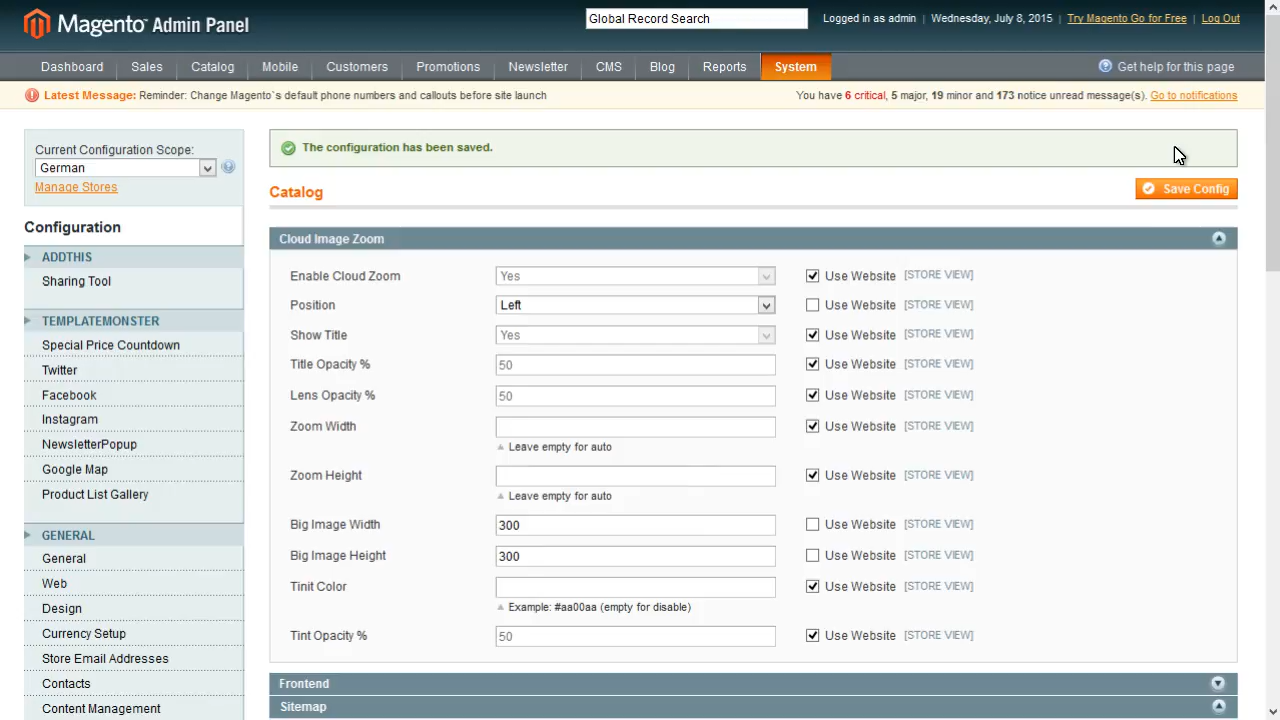 Magento™ Admin Panel
Global Record Search
Logged in as admin | Wednesday, July 8, 2015 | Try Magento Go for Free | Log Out
Dashboard Sales Catalog Mobile Customers Promotions Newsletter CMS Blog Reports System Get help for this page
Latest Message: Reminder: Change Magento`s default phone numbers and callouts before site launch
You have 6 critical, 5 major, 19 minor and 173 notice unread message(s). Go to notifications
Current Configuration Scope:
German
Manage Stores
Configuration
ADDTHIS
Sharing Tool
TEMPLATEMONSTER
Special Price Countdown
Twitter
Facebook
Instagram
NewsletterPopup
Google Map
Product List Gallery
GENERAL
General
Web
Design
Currency Setup
Store Email Addresses
Contacts
Content Management
The configuration has been saved.
Catalog
Save Config
Cloud Image Zoom
Enable Cloud Zoom Yes Use Website [STORE VIEW]
Position Left Use Website [STORE VIEW]
Show Title Yes Use Website [STORE VIEW]
Title Opacity % 50 Use Website [STORE VIEW]
Lens Opacity % 50 Use Website [STORE VIEW]
Zoom Width Use Website [STORE VIEW]
Leave empty for auto
Zoom Height Use Website [STORE VIEW]
Leave empty for auto
Big Image Width 300 Use Website [STORE VIEW]
Big Image Height 300 Use Website [STORE VIEW]
Tinit Color Use Website [STORE VIEW]
Example: #aa00aa (empty for disable)
Tint Opacity % 50 Use Website [STORE VIEW]
Frontend
Sitemap